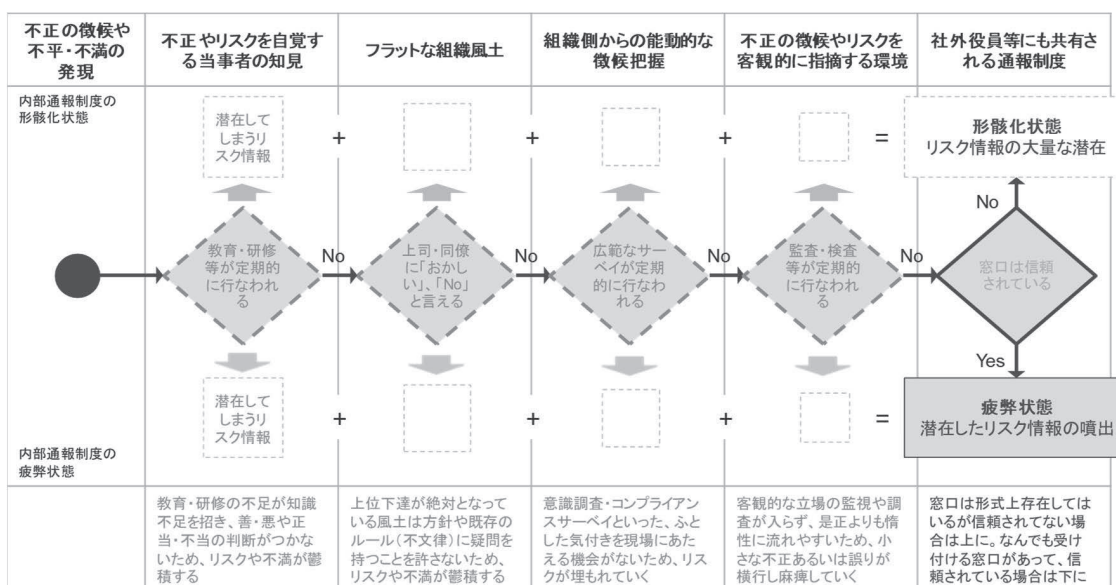 不正の徴候や
不平・不満の
発現
不正やリスクを自覚す
る当事者の知見
フラットな組織風土
組織側からの能動的な
徴候把握
不正の徴候やリスクを
客観的に指摘する環境
社外役員等にも共有さ
れる通報制度
内部通報制度の
形骸化状態
潜在して
しまうリ
スク情報
+
+
+
=
形骸化状態
リスク情報の大量な潜在
No
教育・研修
等が定期的
に行なわれ
る
No
上司・同僚
に「おかし
い」、「No」
と言える
No
広範なサー
ベイが定期
的に行なわ
れる
No
監査・検査
等が定期的
に行なわれ
る
No
窓口は信頼
されている
Yes
潜在して
しまうリ
スク情報
+
+
+
=
疲弊状態
潜在したリスク情報の噴出
内部通報制度の
疲弊状態
教育・研修の不足が知識
不足を招き、善・悪や正
当・不当の判断がつかな
いため、リスクや不満が鬱
積する
上位下達が絶対となって
いる風土は方針や既存の
ルール(不文律)に疑問を
持つことを許さないため、
リスクや不満が鬱積する
意識調査・コンプライアン
スサーベイといった、ふと
した気付きを現場にあた
える機会がないため、リス
クが埋もれていく
客観的な立場の監視や調
査が入らず、是正よりも惰
性に流れやすいため、小
さな不正あるいは誤りが
横行し麻痺していく
窓口は形式上存在しては
いるが信頼されてない場
合は上に。なんでも受け
付ける窓口があって、信
頼されている場合は下に